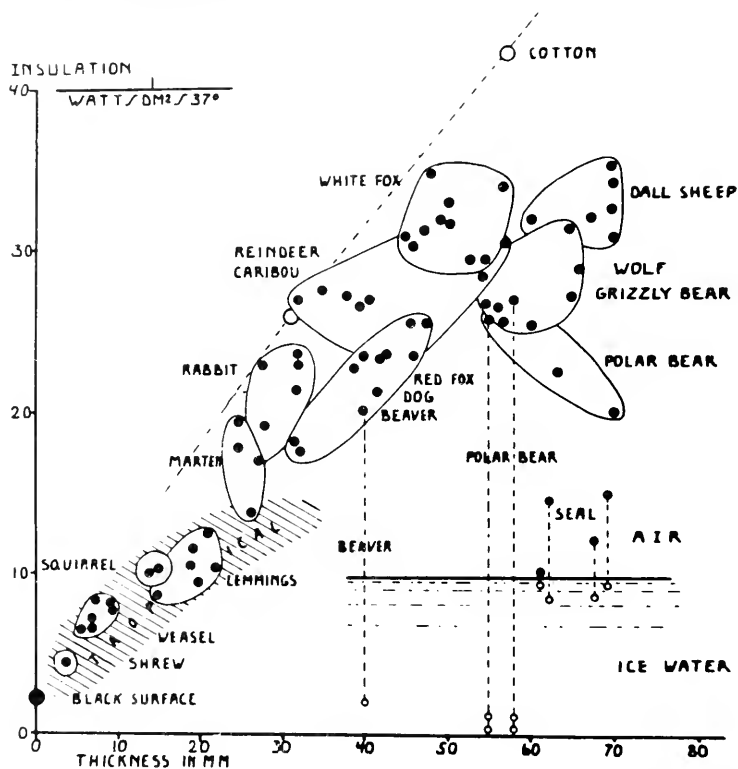 COTTON
INSULATION
40
WATTS/DM2/37°
WHITE FOX
DALL SHEEP
30
REINDEER
CARIBOU
WOLF
GRIZZLY BEAR
RABBIT
POLAR BEAR
RED FOX
DOG
BEAVER
20
MARTEN
POLAR BEAR
SEAL
AIR
BEAVER
SQUIRREL
10
LEMMINGS
TROPICAL
WEASEL
SHREW
ICE WATER
BLACK SURFACE
0
0 10 20 30 40 50 60 70 80
THICKNESS IN MM